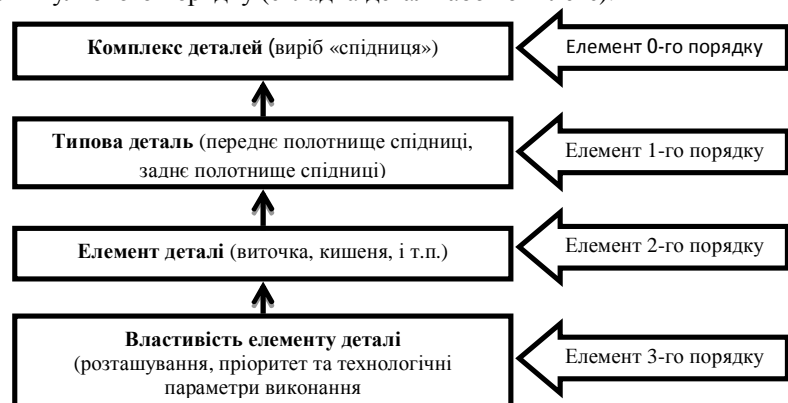 Комплекс деталей (виріб «спідниця»)
Елемент 0-го порядку
Типова деталь (переднє полотнище спідниці,
заднє полотнище спідниці)
Елемент 1-го порядку
Елемент деталі (виточка, кишеня, і т.п.)
Елемент 2-го порядку
Властивість елементу деталі
(розташування, пріоритет та технологічні
параметри виконання
Елемент 3-го порядку